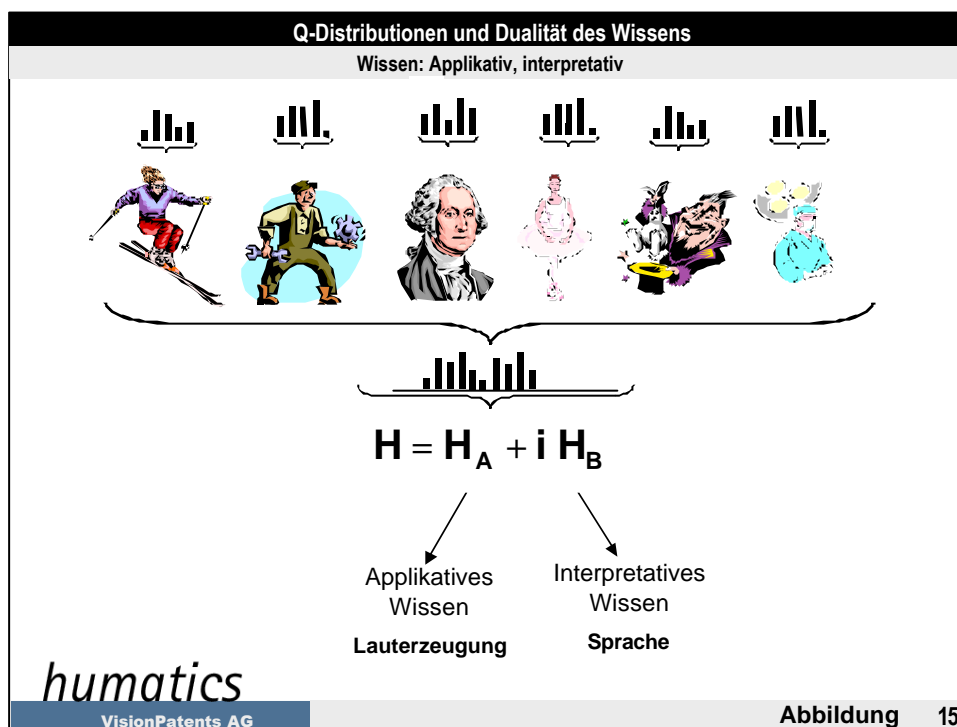 Q-Distributionen und Dualität des Wissens
Wissen: Applikativ, interpretativ
H = H_A + i H_B
Applikatives
Wissen
Lauterzeugung
Interpretatives
Wissen
Sprache
humatics
VisionPatents AG
Abbildung 15